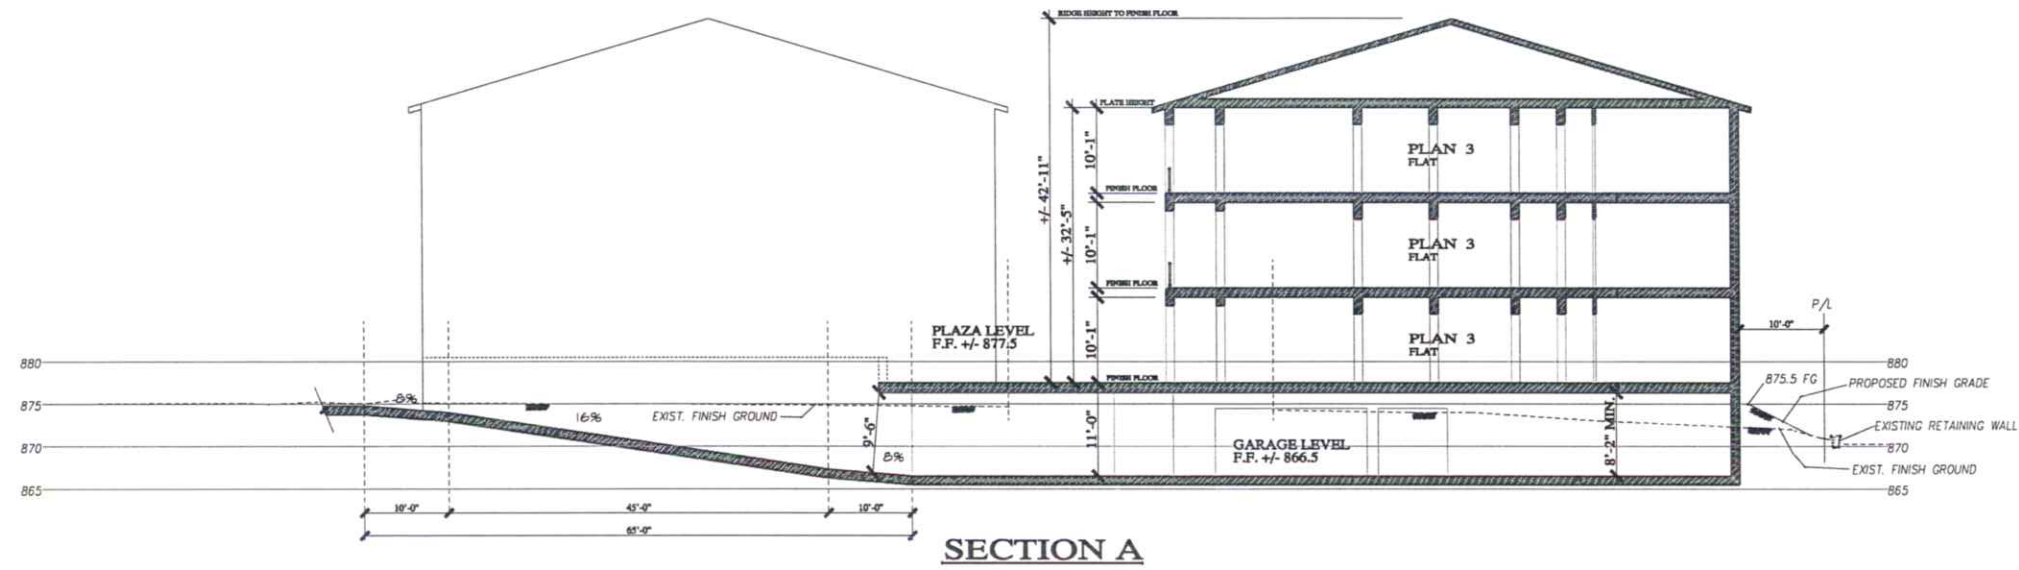 RIDGE HEIGHT TO FINISH FLOOR
PLATE HEIGHT
+/- 42'-11"
+/- 32'-5"
10'-1"
PLAN 3
FLAT
FINISH FLOOR
10'-1"
PLAN 3
FLAT
FINISH FLOOR
10'-1"
PLAN 3
FLAT
FINISH FLOOR
PLAZA LEVEL
F.F. +/- 877.5
P/L
10'-0"
880
880
875.5 FG
PROPOSED FINISH GRADE
875
8%
16%
EXIST. FINISH GROUND
875
EXISTING RETAINING WALL
9'-6"
11'-0"
8'-2" MIN.
870
8%
GARAGE LEVEL
F.F. +/- 866.5
870
EXIST. FINISH GROUND
865
865
10'-0"
45'-0"
10'-0"
65'-0"
SECTION A